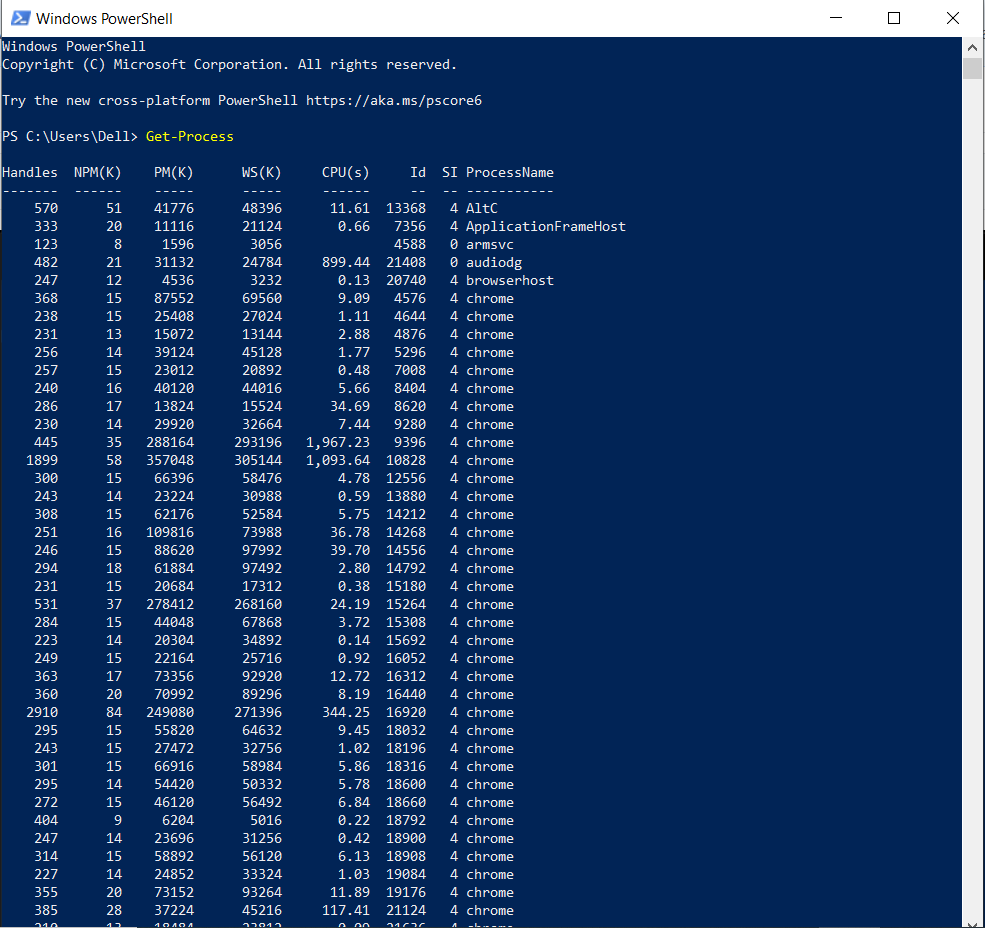 Windows PowerShell
Windows PowerShell
Copyright (C) Microsoft Corporation. All rights reserved.
Try the new cross-platform PowerShell https://aka.ms/pscore6
PS C:\Users\Dell> Get-Process
Handles  NPM(K)    PM(K)      WS(K)     CPU(s)     Id  SI ProcessName
-------  ------    -----      -----     ------     --  -- -----------
    570      51    41776      48396      11.61  13368   4 AltC
    333      20    11116      21124       0.66   7356   4 ApplicationFrameHost
    123       8     1596       3056              4588   0 armsvc
    482      21    31132      24784     899.44  21408   0 audiodg
    247      12     4536       3232       0.13  20740   4 browserhost
    368      15    87552      69560       9.09   4576   4 chrome
    238      15    25408      27024       1.11   4644   4 chrome
    231      13    15072      13144       2.88   4876   4 chrome
    256      14    39124      45128       1.77   5296   4 chrome
    257      15    23012      20892       0.48   7008   4 chrome
    240      16    40120      44016       5.66   8404   4 chrome
    286      17    13824      15524      34.69   8620   4 chrome
    230      14    29920      32664       7.44   9280   4 chrome
    445      35   288164     293196   1,967.23   9396   4 chrome
   1899      58   357048     305144   1,093.64  10828   4 chrome
    300      15    66396      58476       4.78  12556   4 chrome
    243      14    23224      30988       0.59  13880   4 chrome
    308      15    62176      52584       5.75  14212   4 chrome
    251      16   109816      73988      36.78  14268   4 chrome
    246      15    88620      97992      39.70  14556   4 chrome
    294      18    61884      97492       2.80  14792   4 chrome
    231      15    20684      17312       0.38  15180   4 chrome
    531      37   278412     268160      24.19  15264   4 chrome
    284      15    44048      67868       3.72  15308   4 chrome
    223      14    20304      34892       0.14  15692   4 chrome
    249      15    22164      25716       0.92  16052   4 chrome
    363      17    73356      92920      12.72  16312   4 chrome
    360      20    70992      89296       8.19  16440   4 chrome
   2910      84   249080     271396     344.25  16920   4 chrome
    295      15    55820      64632       9.45  18032   4 chrome
    243      15    27472      32756       1.02  18196   4 chrome
    301      15    66916      58984       5.86  18316   4 chrome
    295      14    54420      50332       5.78  18600   4 chrome
    272      15    46120      56492       6.84  18660   4 chrome
    404       9     6204       5016       0.22  18792   4 chrome
    247      14    23696      31256       0.42  18900   4 chrome
    314      15    58892      56120       6.13  18908   4 chrome
    227      14    24852      33324       1.03  19084   4 chrome
    355      20    73152      93264      11.89  19176   4 chrome
    385      28    37224      45216     117.41  21124   4 chrome